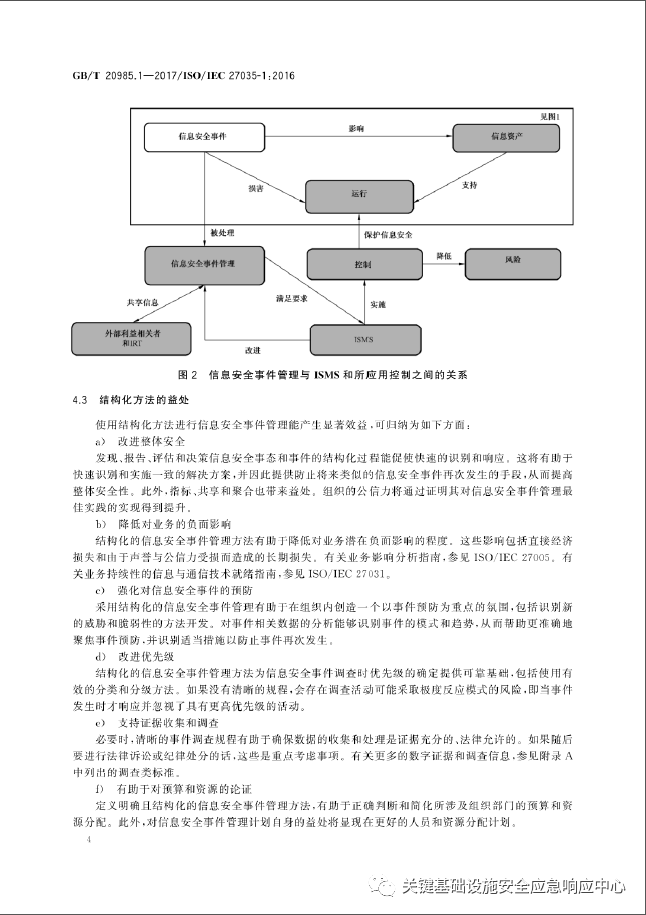 GB/T 20985.1—2017/ISO/IEC 27035-1:2016
见图1
信息安全事件
影响
信息资产
损害
运行
支持
被处理
保护信息安全
信息安全事件管理
控制
降低
风险
共享信息
满足要求
实施
外部利益相关者
和IRT
ISMS
改进
图 2 信息安全事件管理与 ISMS 和所应用控制之间的关系
4.3 结构化方法的益处
使用结构化方法进行信息安全事件管理能产生显著效益,可归纳为如下方面:
a) 改进整体安全
发现、报告、评估和决策信息安全事态和事件的结构化过程能促使快速的识别和响应。这将有助于
快速识别和实施一致的解决方案,并因此提供防止将来类似的信息安全事件再次发生的手段,从而提高
整体安全性。此外,指标、共享和聚合也带来益处。组织的公信力将通过证明其对信息安全事件管理最
佳实践的实现得到提升。
b) 降低对业务的负面影响
结构化的信息安全事件管理方法有助于降低对业务潜在负面影响的程度。这些影响包括直接经济
损失和由于声誉与公信力受损而造成的长期损失。有关业务影响分析指南,参见 ISO/IEC 27005。有
关业务持续性的信息与通信技术就绪指南,参见 ISO/IEC 27031。
c) 强化对信息安全事件的预防
采用结构化的信息安全事件管理有助于在组织内创造一个以事件预防为重点的氛围,包括识别新
的威胁和脆弱性的方法开发。对事件相关数据的分析能够识别事件的模式和趋势,从而帮助更准确地
聚焦事件预防,并识别适当措施以防止事件再次发生。
d) 改进优先级
结构化的信息安全事件管理方法为信息安全事件调查时优先级的确定提供可靠基础,包括使用有
效的分类和分级方法。如果没有清晰的规程,会存在调查活动可能采取极度反应模式的风险,即当事件
发生时才响应并忽视了具有更高优先级的活动。
e) 支持证据收集和调查
必要时,清晰的事件调查规程有助于确保数据的收集和处理是证据充分的、法律允许的。如果随后
要进行法律诉讼或纪律处分的话,这些是重点考虑事项。有关更多的数字证据和调查信息,参见附录 A
中列出的调查类标准。
f) 有助于对预算和资源的论证
定义明确且结构化的信息安全事件管理方法,有助于正确判断和简化所涉及组织部门的预算和资
源分配。此外,对信息安全事件管理计划自身的益处将显现在更好的人员和资源分配计划。
4
关键基础设施安全应急响应中心